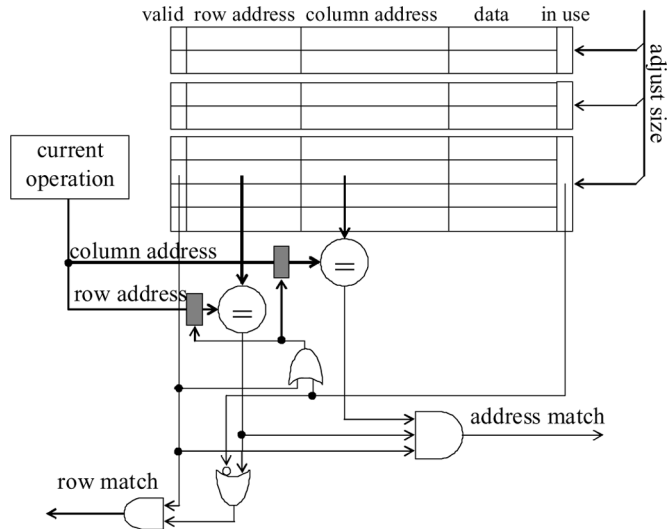 valid row address column address data in use
adjust size
current
operation
column address
row address
address match
row match